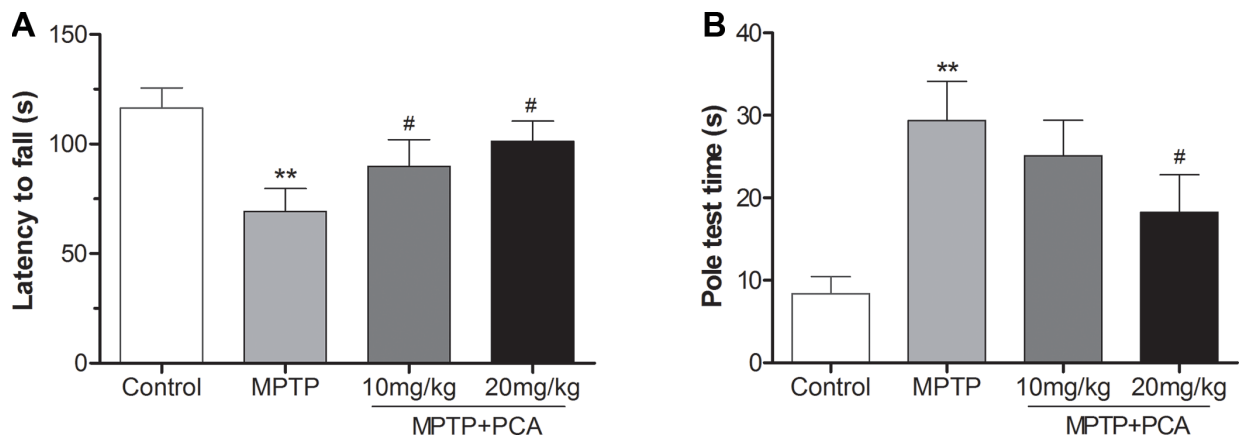 A
Latency to fall (s)
150
100
50
0
**
#
#
Control
MPTP
10mg/kg
20mg/kg
MPTP+PCA
B
Pole test time (s)
40
30
20
10
0
**
#
Control
MPTP
10mg/kg
20mg/kg
MPTP+PCA